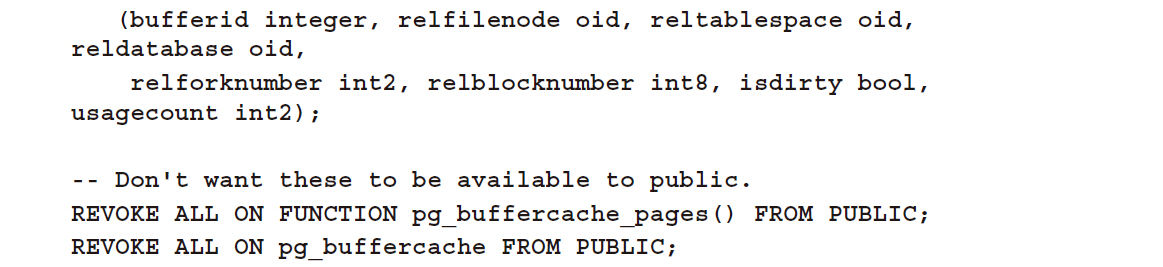 (bufferid integer, relfilenode oid, reltablespace oid,
reldatabase oid,
relforknumber int2, relblocknumber int8, isdirty bool,
usagecount int2);
-- Don't want these to be available to public.
REVOKE ALL ON FUNCTION pg_buffercache_pages() FROM PUBLIC;
REVOKE ALL ON pg_buffercache FROM PUBLIC;